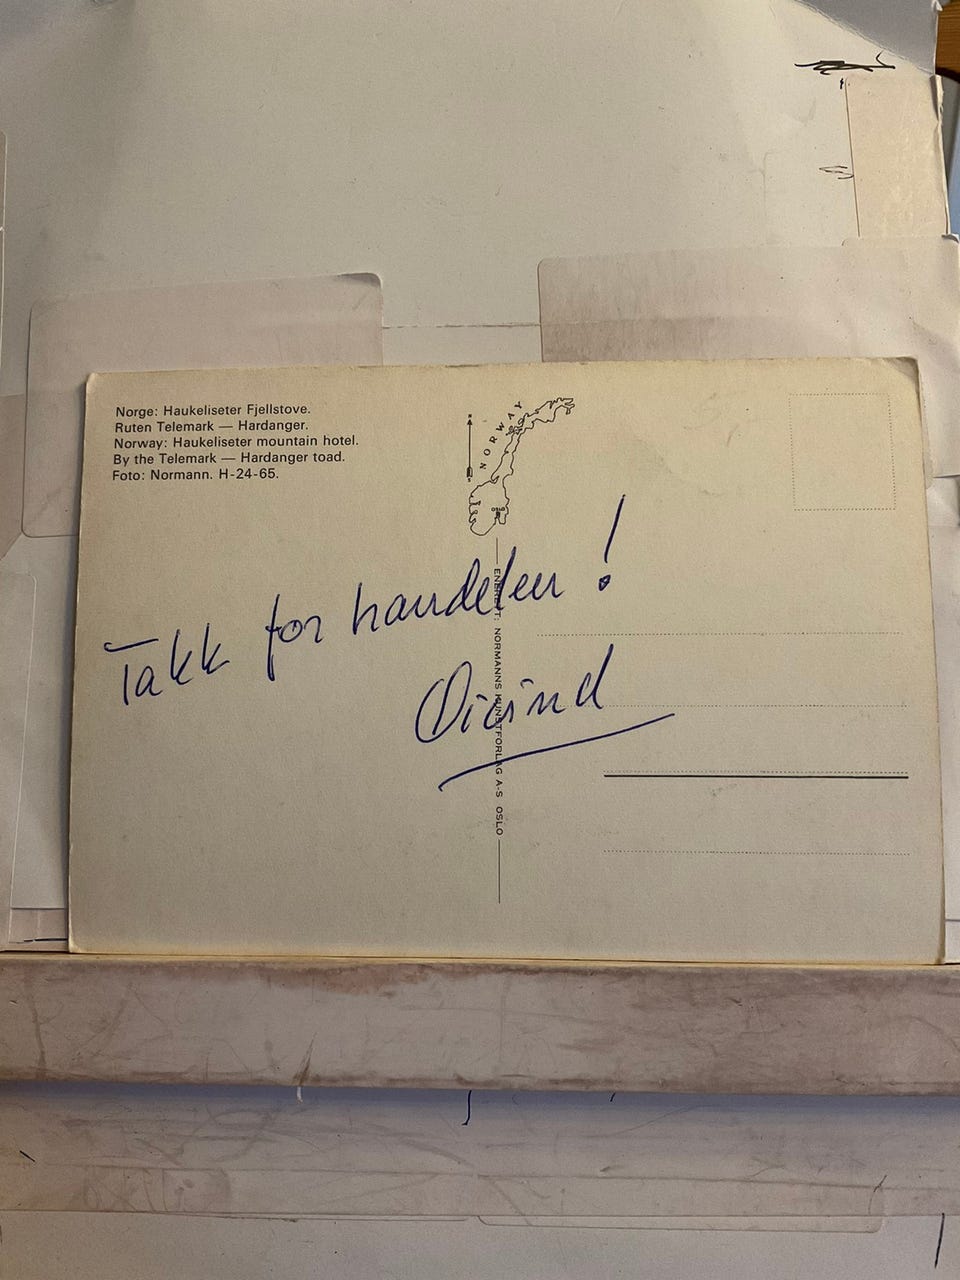 Norge: Haukeliseter Fjellstove.
Ruten Telemark — Hardanger.
Norway: Haukeliseter mountain hotel.
By the Telemark — Hardanger toad.
Foto: Normann. H-24-65.
NORWAY
OSLO
ENERETT: NORMANNS KUNSTFORLAG A-S OSLO
Takk for handelen!
Øivind